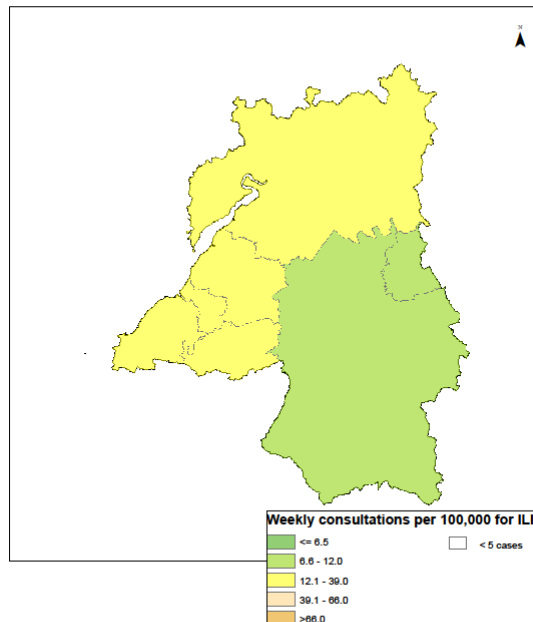 N
Weekly consultations per 100,000 for ILI
<= 6.5
< 5 cases
6.6 - 12.0
12.1 - 39.0
39.1 - 66.0
>66.0